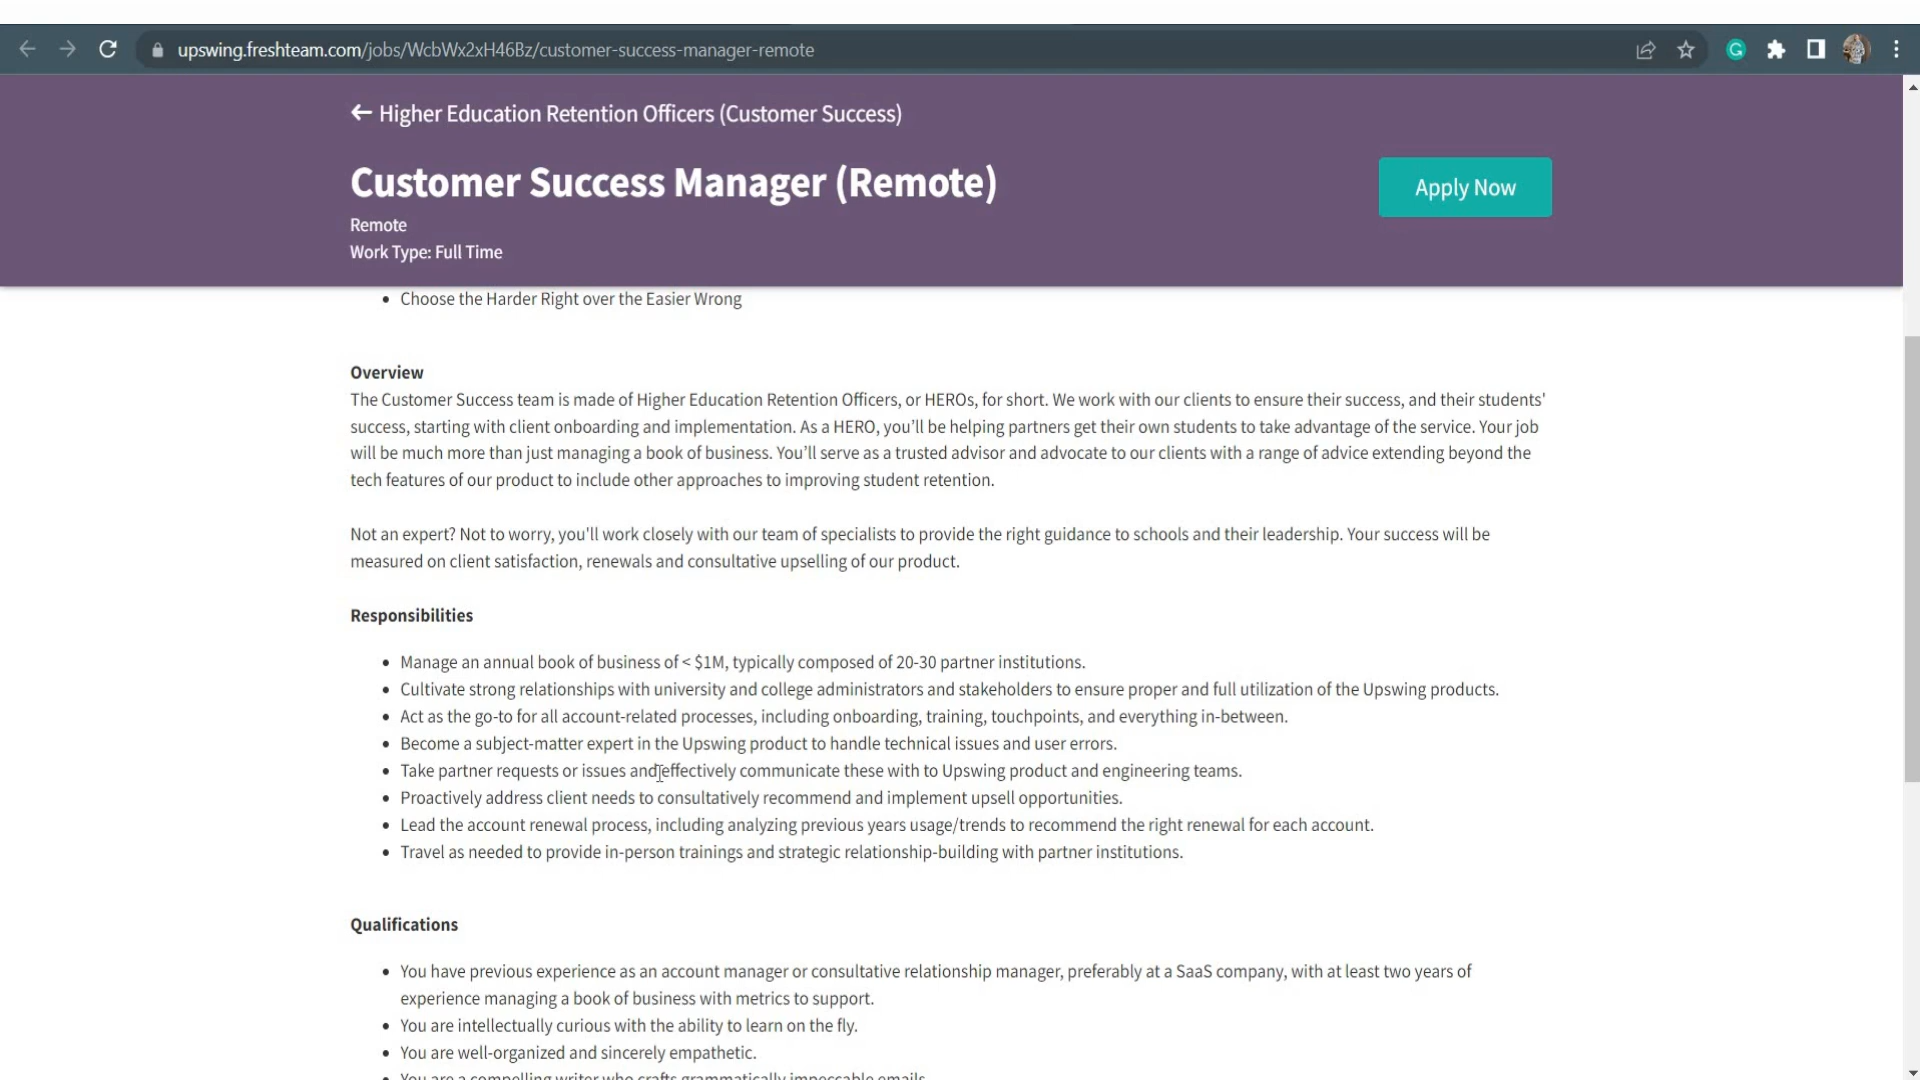 upswing.freshteam.com/jobs/WcbWx2xH46Bz/customer-success-manager-remote
Higher Education Retention Officers (Customer Success)
Customer Success Manager (Remote)
Apply Now
Remote
Work Type: Full Time
• Choose the Harder Right over the Easier Wrong
Overview
The Customer Success team is made of Higher Education Retention Officers, or HEROs, for short. We work with our clients to ensure their success, and their students'
success, starting with client onboarding and implementation. As a HERO, you’ll be helping partners get their own students to take advantage of the service. Your job
will be much more than just managing a book of business. You’ll serve as a trusted advisor and advocate to our clients with a range of advice extending beyond the
tech features of our product to include other approaches to improving student retention.
Not an expert? Not to worry, you'll work closely with our team of specialists to provide the right guidance to schools and their leadership. Your success will be
measured on client satisfaction, renewals and consultative upselling of our product.
Responsibilities
• Manage an annual book of business of < $1M, typically composed of 20-30 partner institutions.
• Cultivate strong relationships with university and college administrators and stakeholders to ensure proper and full utilization of the Upswing products.
• Act as the go-to for all account-related processes, including onboarding, training, touchpoints, and everything in-between.
• Become a subject-matter expert in the Upswing product to handle technical issues and user errors.
• Take partner requests or issues and effectively communicate these with to Upswing product and engineering teams.
• Proactively address client needs to consultatively recommend and implement upsell opportunities.
• Lead the account renewal process, including analyzing previous years usage/trends to recommend the right renewal for each account.
• Travel as needed to provide in-person trainings and strategic relationship-building with partner institutions.
Qualifications
• You have previous experience as an account manager or consultative relationship manager, preferably at a SaaS company, with at least two years of
experience managing a book of business with metrics to support.
• You are intellectually curious with the ability to learn on the fly.
• You are well-organized and sincerely empathetic.
• You are a compelling writer who crafts grammatically impeccable emails.